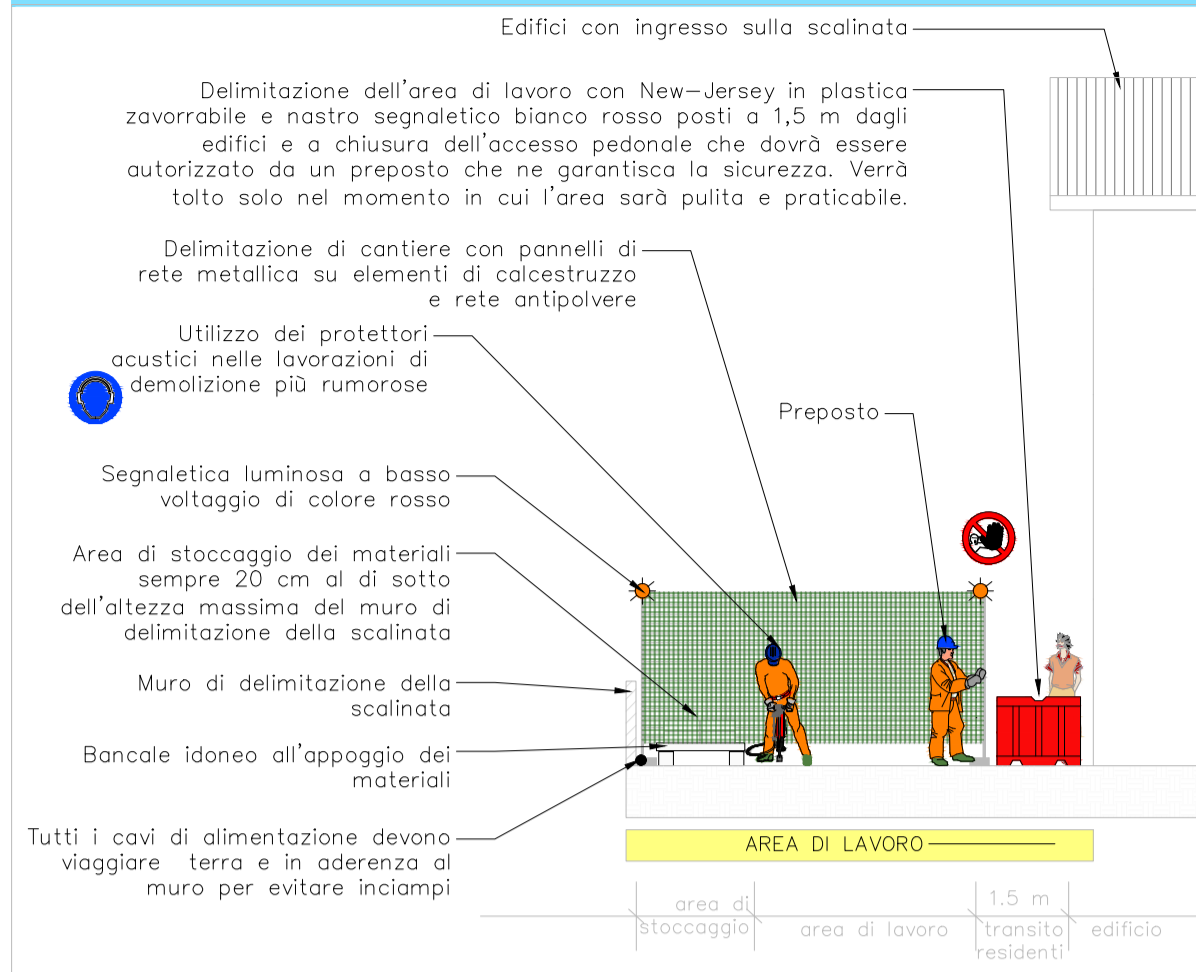 Edifici con ingresso sulla scalinata
Delimitazione dell'area di lavoro con New-Jersey in plastica
zavorrabile e nastro segnaletico bianco rosso posti a 1,5 m dagli
edifici e a chiusura dell'accesso pedonale che dovrà essere
autorizzato da un preposto che ne garantisca la sicurezza. Verrà
tolto solo nel momento in cui l'area sarà pulita e praticabile.
Delimitazione di cantiere con pannelli di
rete metallica su elementi di calcestruzzo
e rete antipolvere
Utilizzo dei protettori
acustici nelle lavorazioni di
demolizione più rumorose
Preposto
Segnaletica luminosa a basso
voltaggio di colore rosso
Area di stoccaggio dei materiali
sempre 20 cm al di sotto
dell'altezza massima del muro di
delimitazione della scalinata
Muro di delimitazione della
scalinata
Bancale idoneo all'appoggio dei
materiali
Tutti i cavi di alimentazione devono
viaggiare terra e in aderenza al
muro per evitare inciampi
AREA DI LAVORO
area di
stoccaggio
area di lavoro
1.5 m
transito
residenti
edificio